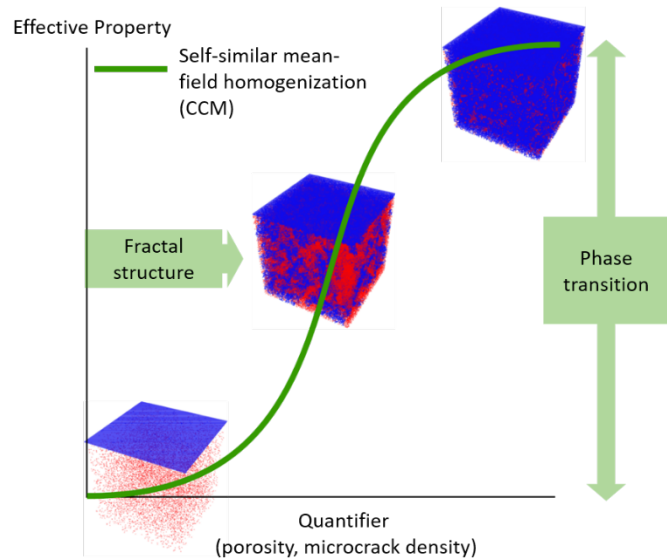 Effective Property
Self-similar mean-
field homogenization
(CCM)
Fractal
structure
Phase
transition
Quantifier
(porosity, microcrack density)